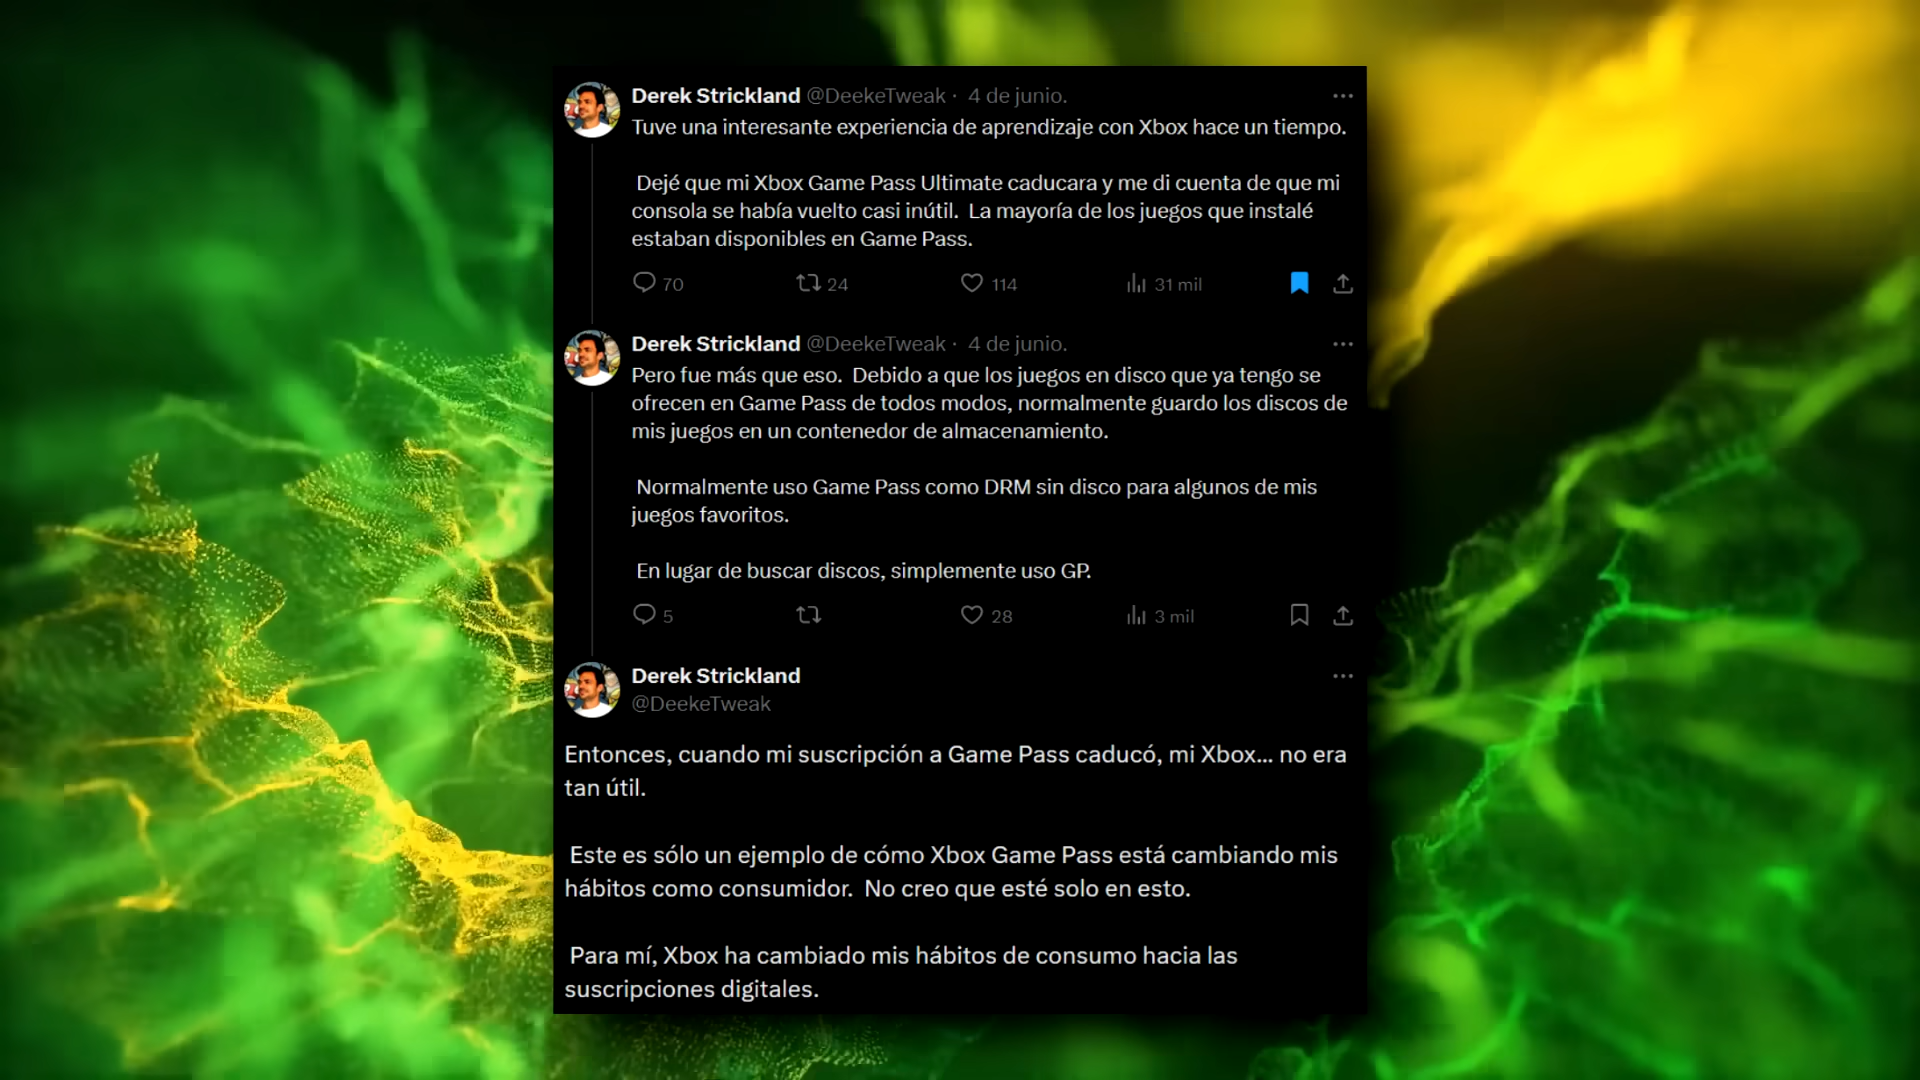 Derek Strickland @DeekeTweak · 4 de junio.
Tuve una interesante experiencia de aprendizaje con Xbox hace un tiempo.
Dejé que mi Xbox Game Pass Ultimate caducara y me di cuenta de que mi
consola se había vuelto casi inútil. La mayoría de los juegos que instalé
estaban disponibles en Game Pass.
70 24 114 31 mil
Derek Strickland @DeekeTweak · 4 de junio.
Pero fue más que eso. Debido a que los juegos en disco que ya tengo se
ofrecen en Game Pass de todos modos, normalmente guardo los discos de
mis juegos en un contenedor de almacenamiento.
Normalmente uso Game Pass como DRM sin disco para algunos de mis
juegos favoritos.
En lugar de buscar discos, simplemente uso GP.
5 28 3 mil
Derek Strickland
@DeekeTweak
Entonces, cuando mi suscripción a Game Pass caducó, mi Xbox... no era
tan útil.
Este es sólo un ejemplo de cómo Xbox Game Pass está cambiando mis
hábitos como consumidor. No creo que esté solo en esto.
Para mí, Xbox ha cambiado mis hábitos de consumo hacia las
suscripciones digitales.